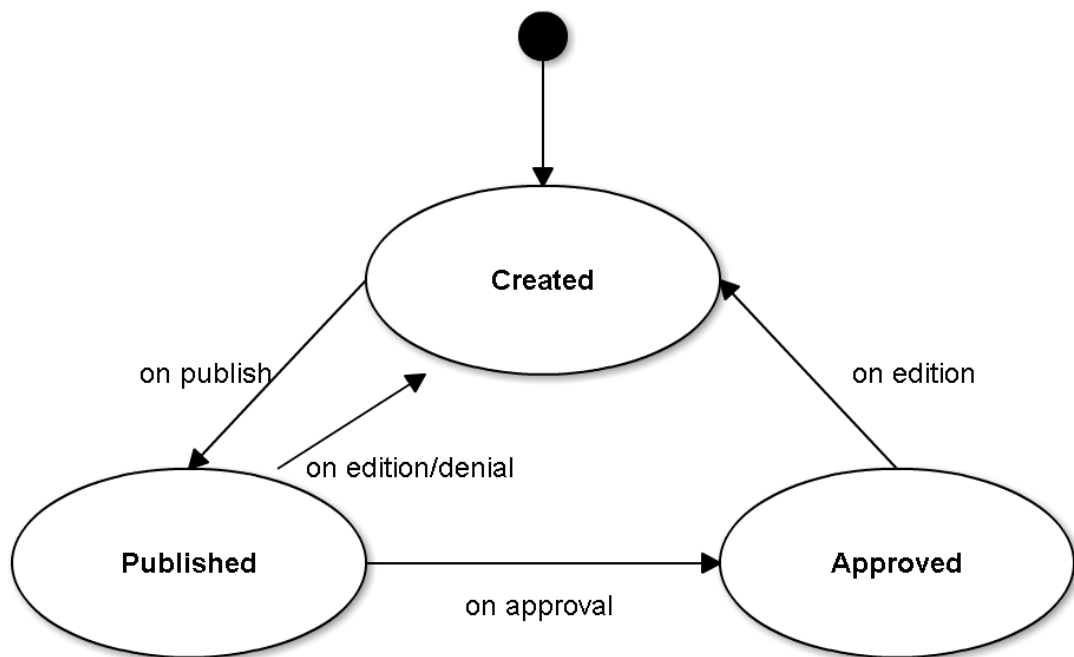 Created
on publish
on edition
on edition/denial
Published
Approved
on approval